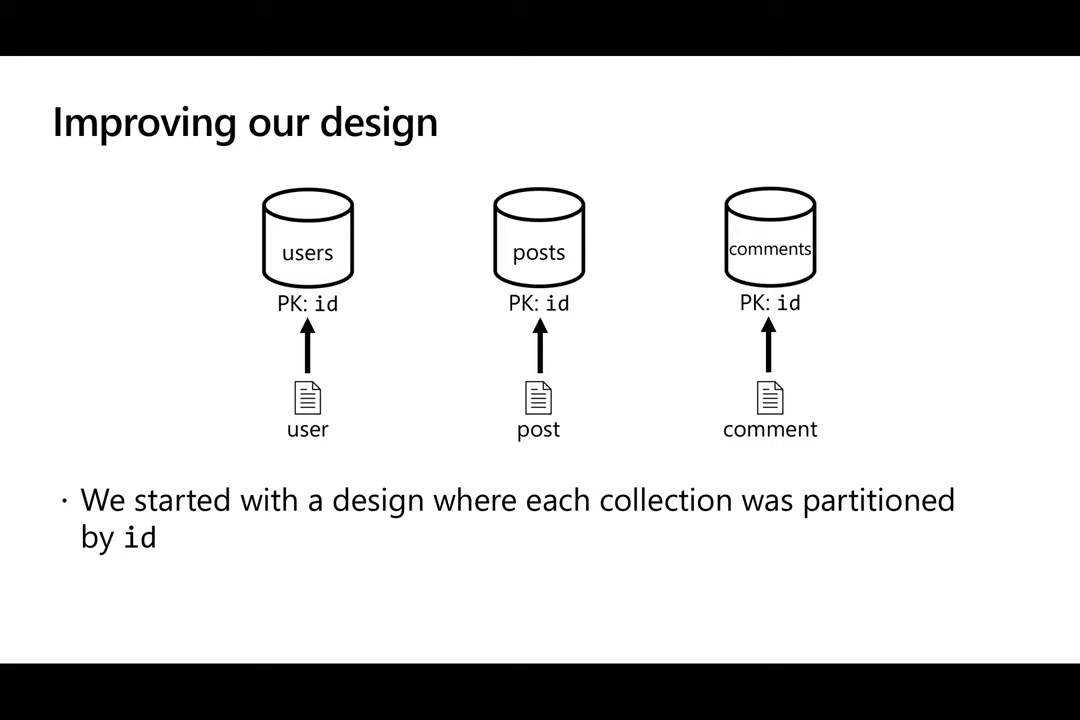 Improving our design
users
posts
comments
PK: id
PK: id
PK: id
user
post
comment
· We started with a design where each collection was partitioned
by id